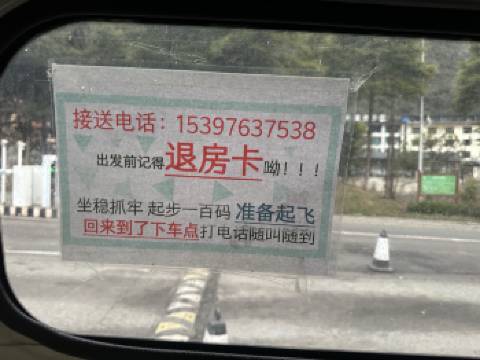 接送电话：15397637538
出发前记得退房卡呦！！！
坐稳抓牢 起步一百码 准备起飞
回来到了下车点打电话随叫随到